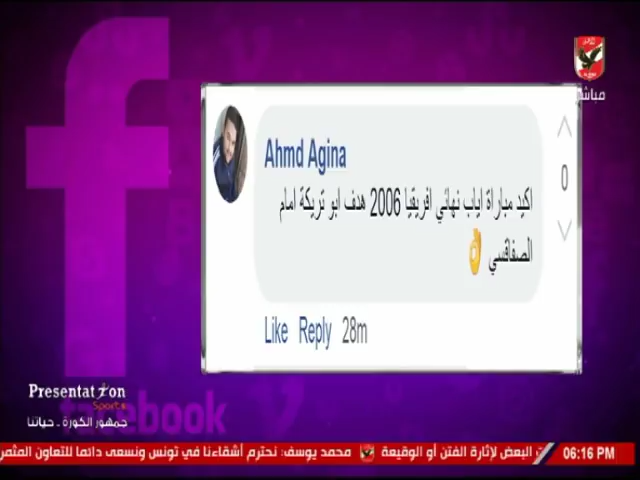 مباشر
Ahmd Agina
اكيد مباراة اياب نهائي افريقيا 2006 هدف ابو تريكة امام
الصفاقسي 👌
0
Like Reply 28m
Presentation
Sports
جمهور الكورة .. حياتنا
facebook
ت البعض لإثارة الفتن أو الوقيعة محمد يوسف: نحترم أشقاءنا في تونس ونسعى دائما للتعاون المثمر
06:16 PM